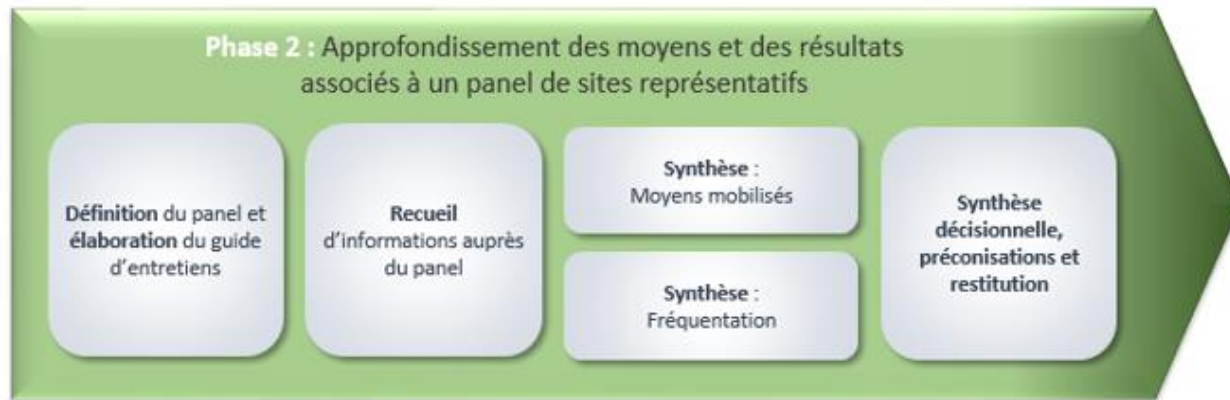 Phase 2 : Approfondissement des moyens et des résultats
associés à un panel de sites représentatifs
Définition du panel et
élaboration du guide
d'entretiens
Recueil
d'informations auprès
du panel
Synthèse :
Moyens mobilisés
Synthèse :
Fréquentation
Synthèse
décisionnelle,
préconisations et
restitution